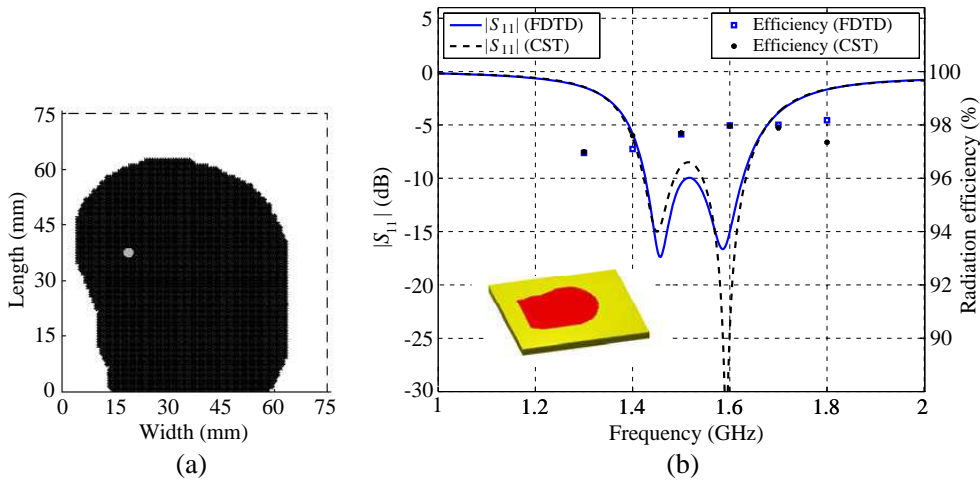 75
60
45
30
15
0
0 15 30 45 60 75
Length (mm)
Width (mm)
(a)
|S11| (FDTD)
|S11| (CST)
Efficiency (FDTD)
Efficiency (CST)
5
0
-5
-10
-15
-20
-25
-30
|S11| (dB)
100
98
96
94
92
90
Radiation efficiency (%)
1 1.2 1.4 1.6 1.8 2
Frequency (GHz)
(b)